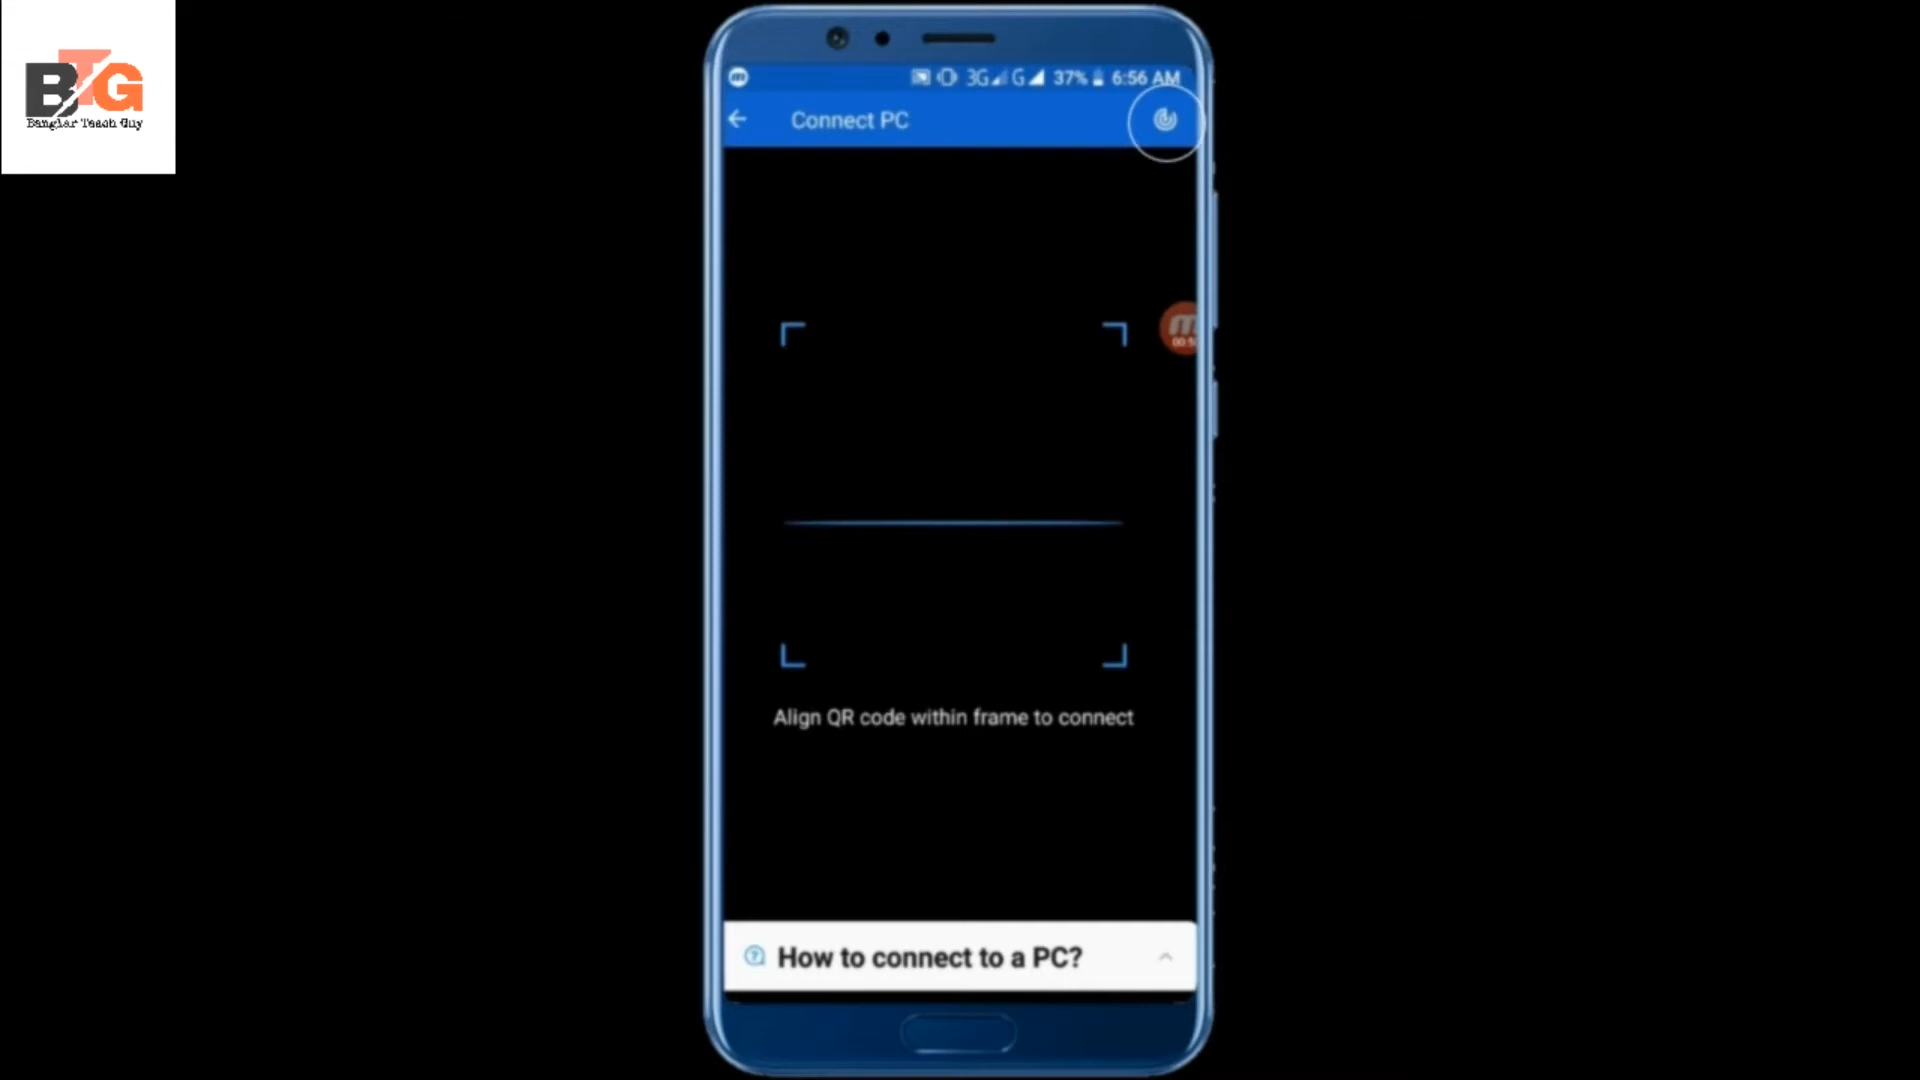 BTG
Banglar Teach Guy
3G G 37% 6:56 AM
Connect PC
Align QR code within frame to connect
How to connect to a PC?